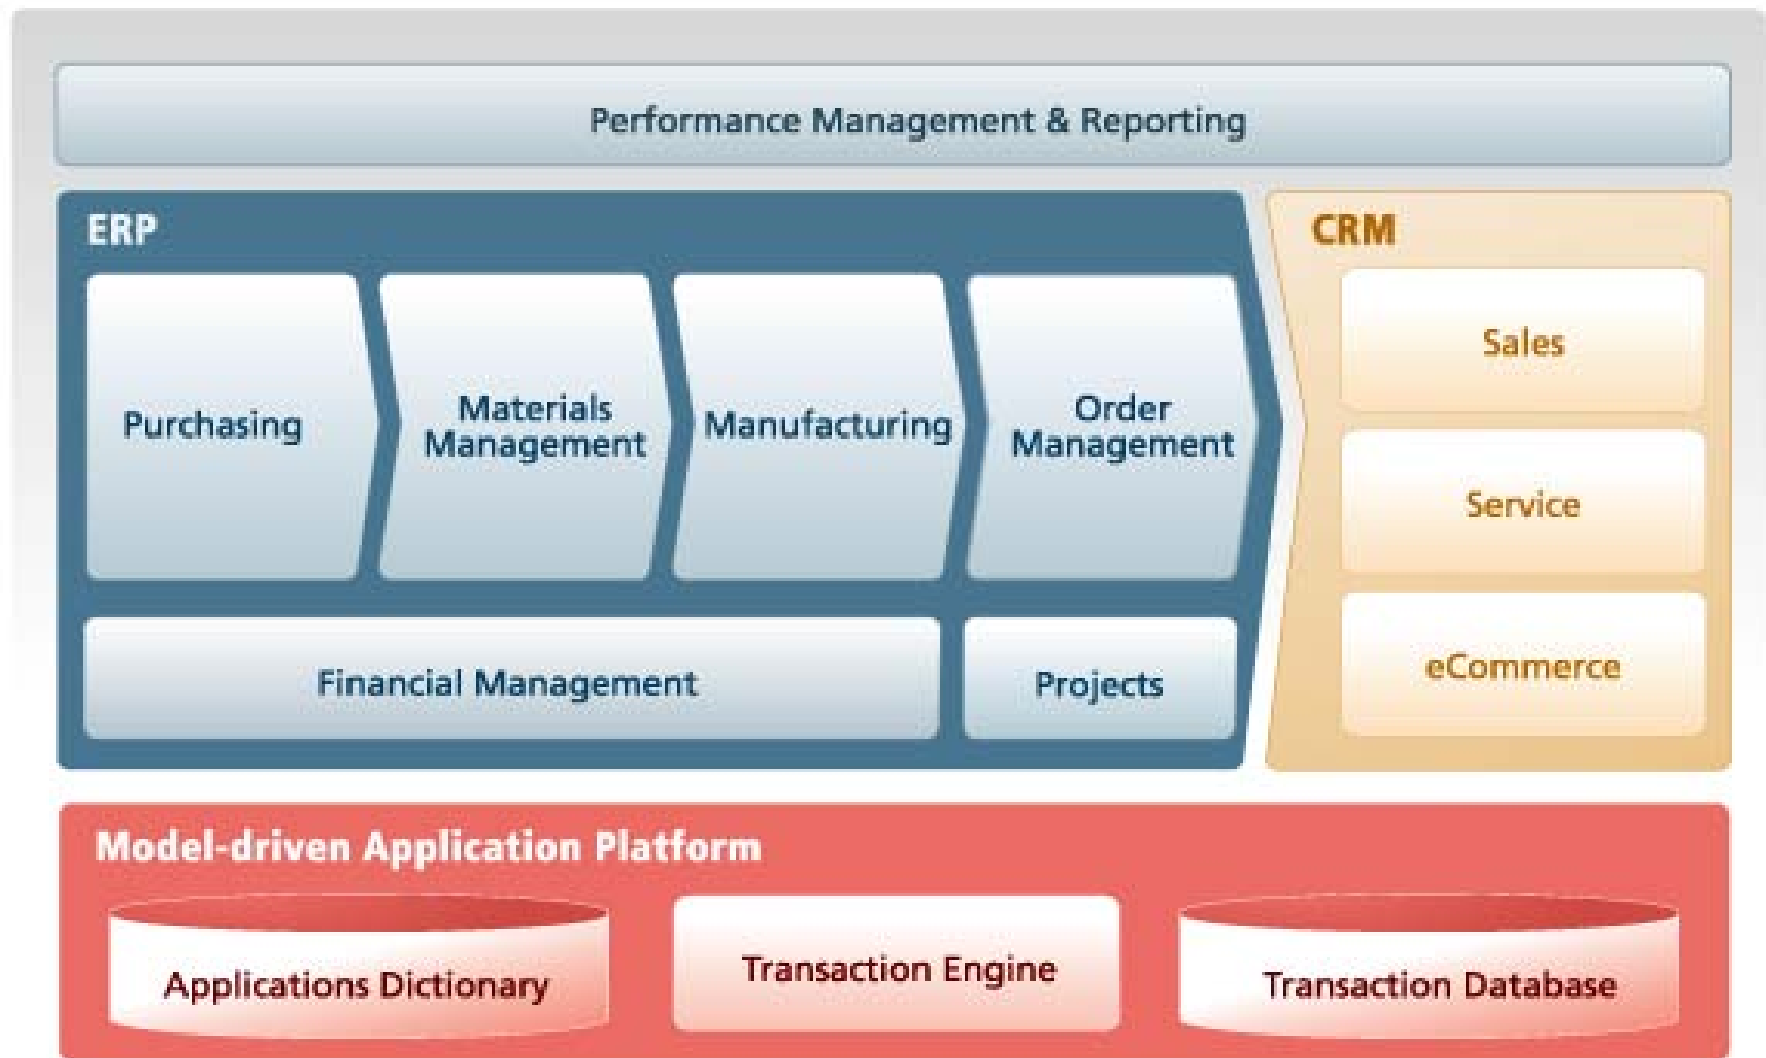 Performance Management & Reporting
ERP
Purchasing
Materials
Management
Manufacturing
Order
Management
Financial Management
Projects
CRM
Sales
Service
eCommerce
Model-driven Application Platform
Applications Dictionary
Transaction Engine
Transaction Database